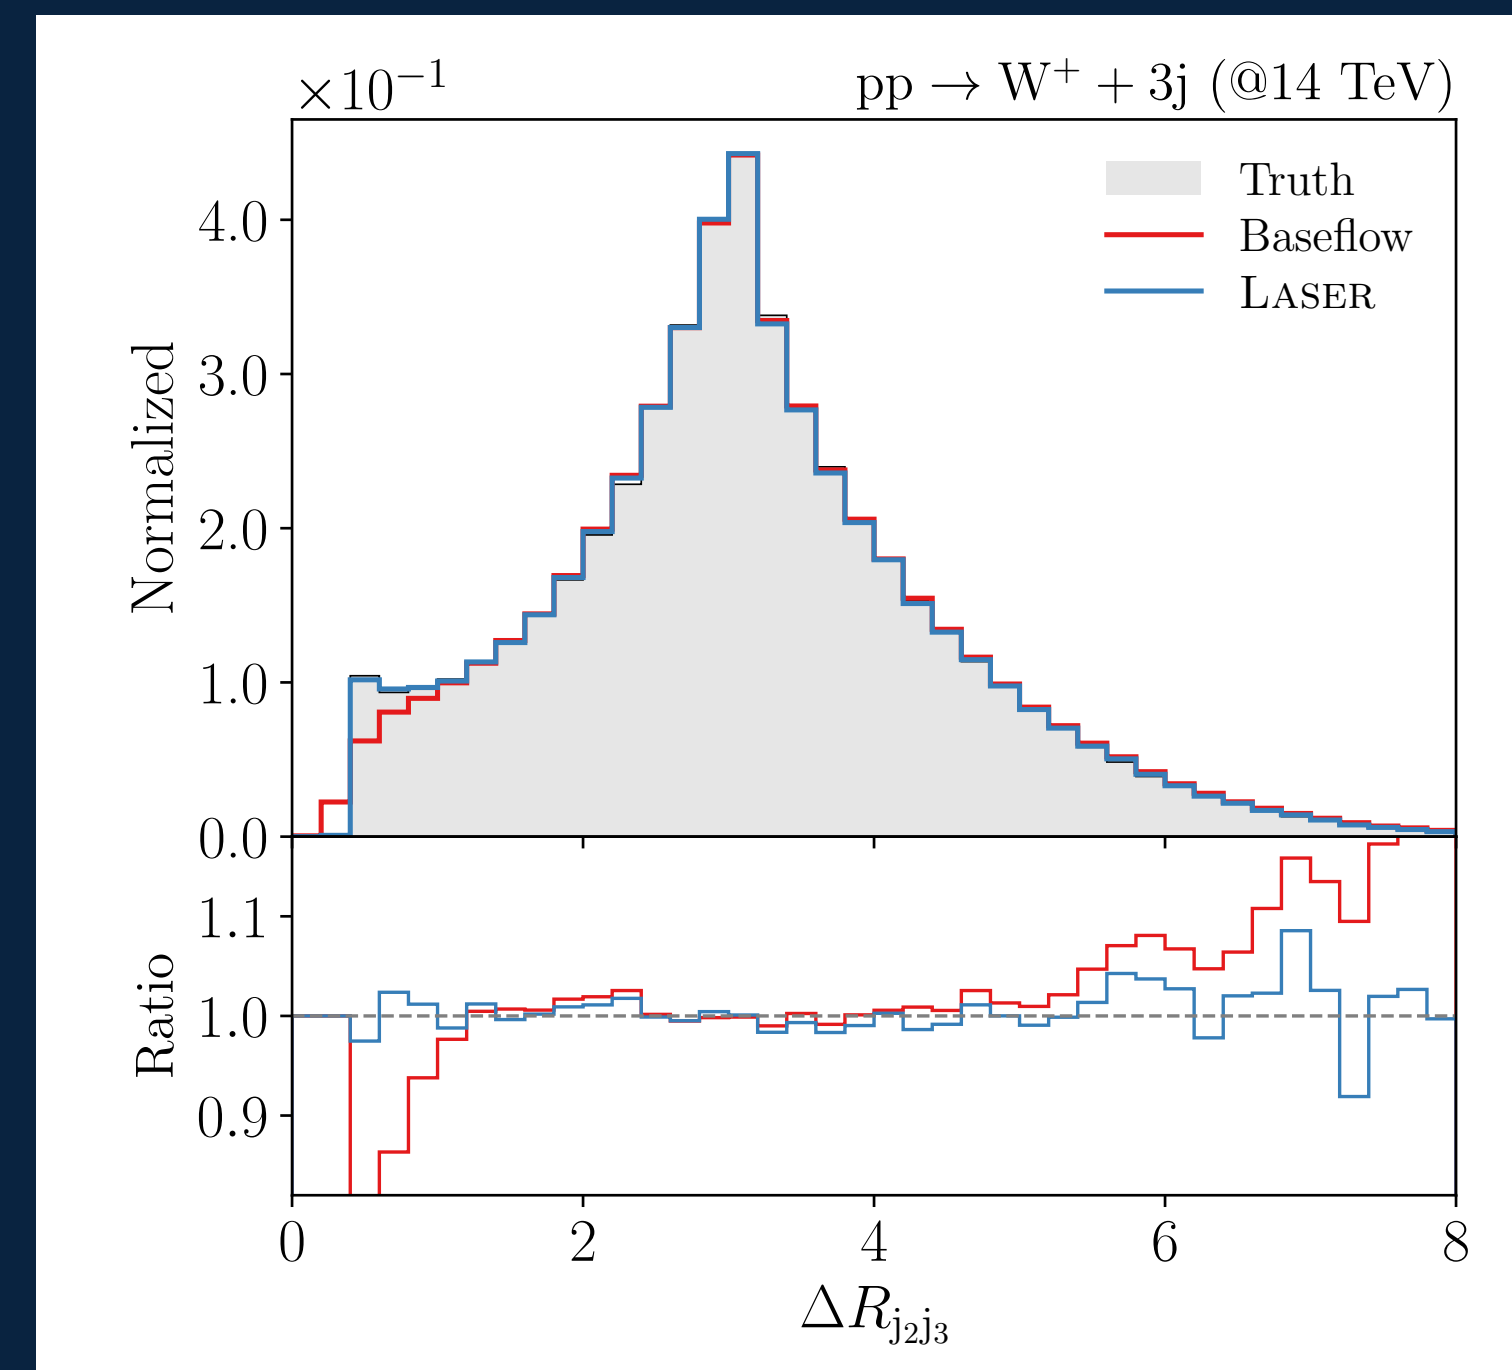 ×10⁻¹
pp → W⁺ + 3j (@14 TeV)
Truth
Baseflow
LASER
Normalized
4.0
3.0
2.0
1.0
0.0
Ratio
1.1
1.0
0.9
0 2 4 6 8
ΔR_j₂j₃